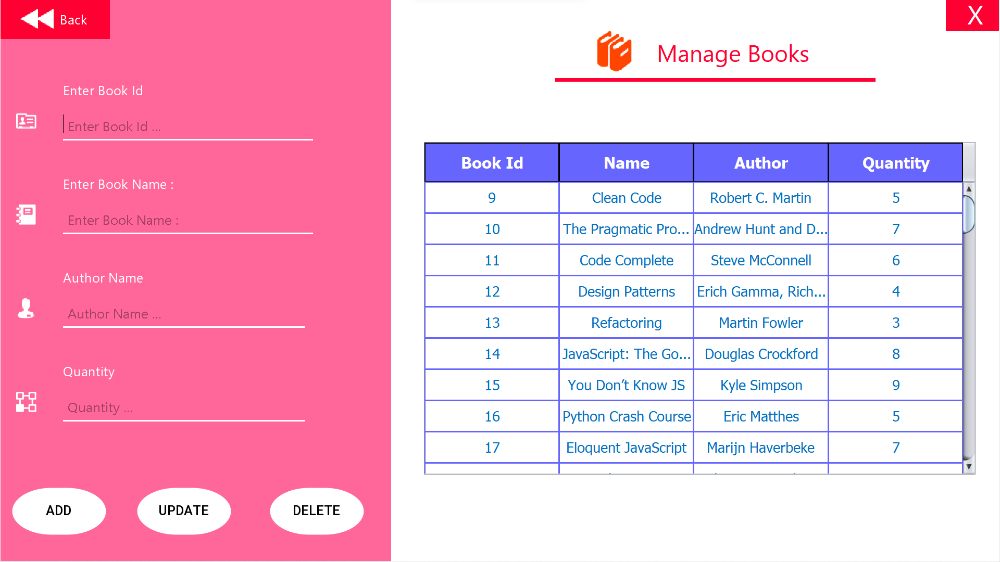 Back
X
Manage Books
Enter Book Id
Enter Book Id ...
Enter Book Name :
Enter Book Name :
Author Name
Author Name ...
Quantity
Quantity ...
ADD UPDATE DELETE
Book Id Name Author Quantity
9 Clean Code Robert C. Martin 5
10 The Pragmatic Pro... Andrew Hunt and D... 7
11 Code Complete Steve McConnell 6
12 Design Patterns Erich Gamma, Rich... 4
13 Refactoring Martin Fowler 3
14 JavaScript: The Go... Douglas Crockford 8
15 You Don’t Know JS Kyle Simpson 9
16 Python Crash Course Eric Matthes 5
17 Eloquent JavaScript Marijn Haverbeke 7